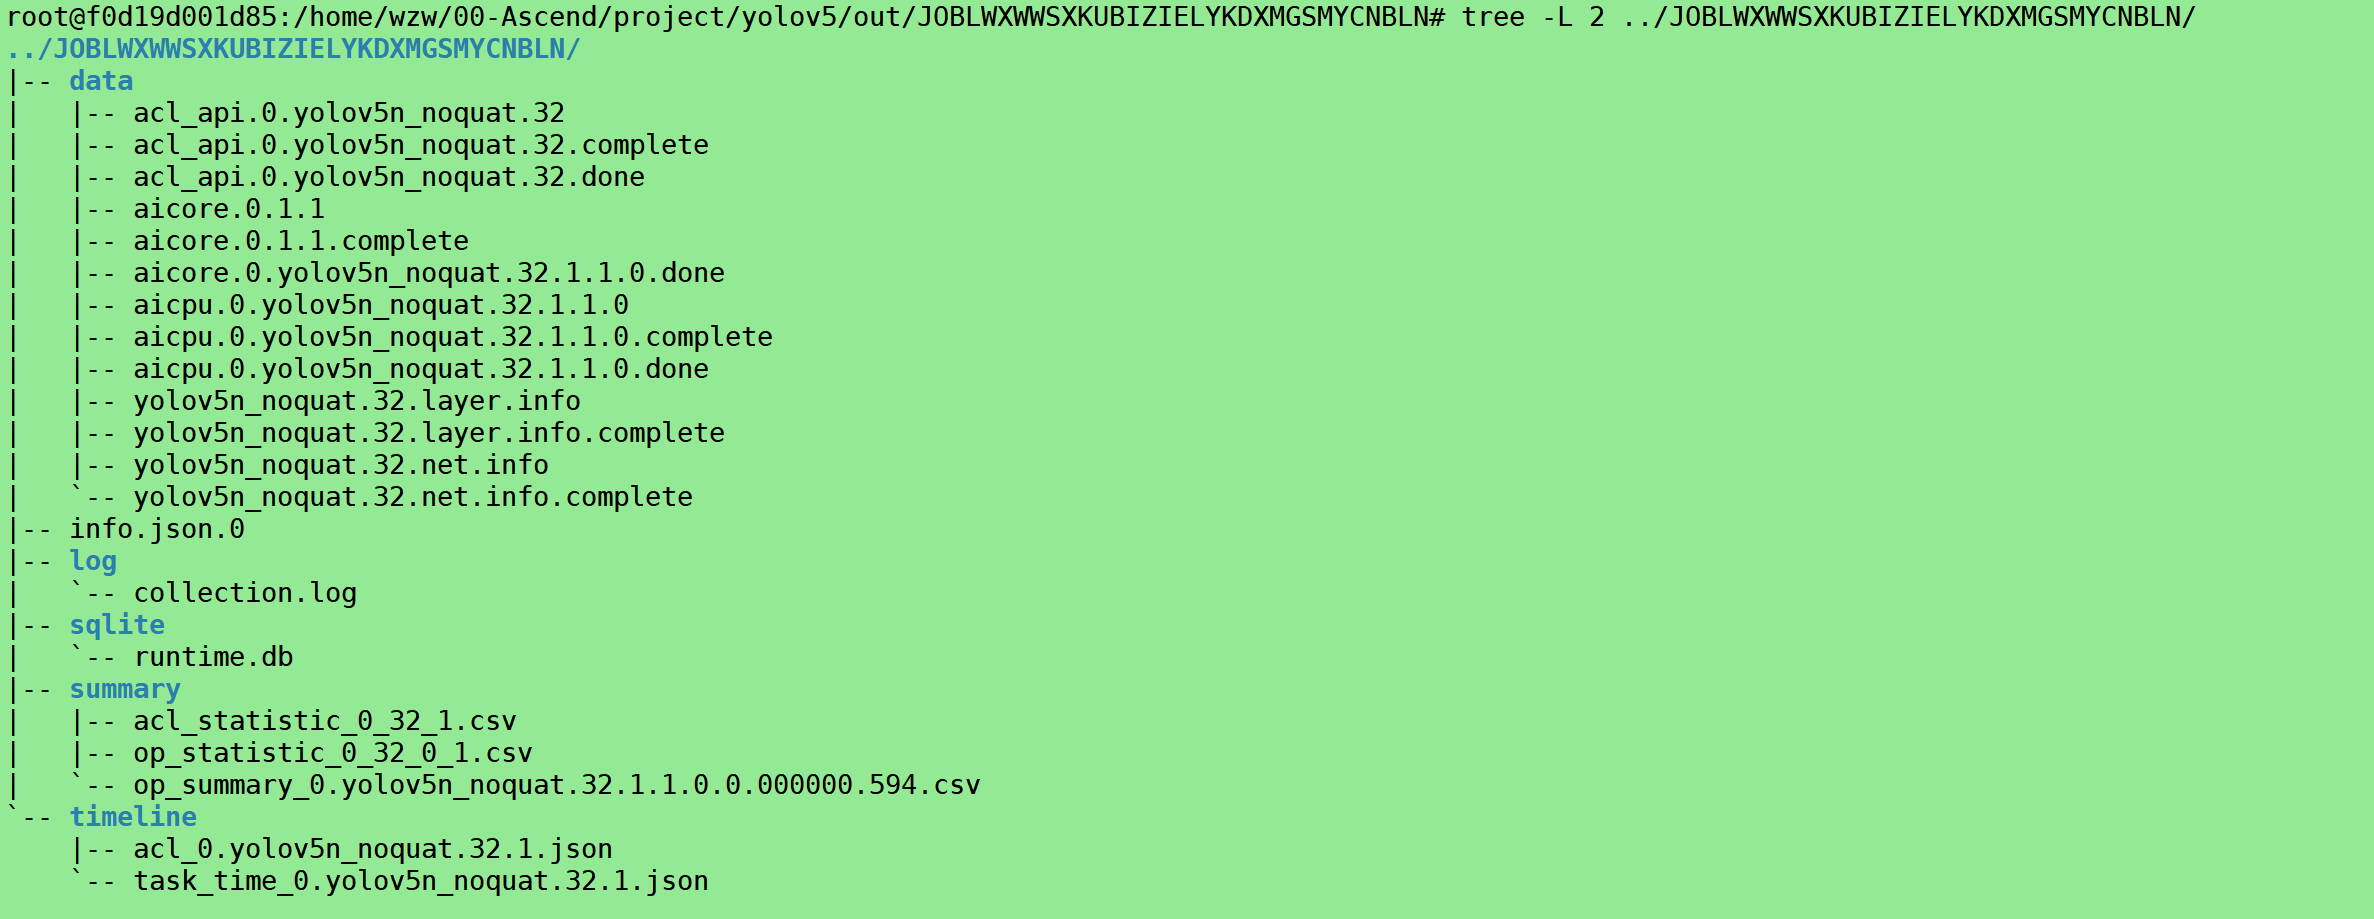 root@f0d19d001d85:/home/wzw/00-Ascend/project/yolov5/out/JOBLWXWWSXKUBIZIELYKDXMGSMYCNBLN# tree -L 2 ../JOBLWXWWSXKUBIZIELYKDXMGSMYCNBLN/
../JOBLWXWWSXKUBIZIELYKDXMGSMYCNBLN/
|-- data
|   |-- acl_api.0.yolov5n_noquat.32
|   |-- acl_api.0.yolov5n_noquat.32.complete
|   |-- acl_api.0.yolov5n_noquat.32.done
|   |-- aicore.0.1.1
|   |-- aicore.0.1.1.complete
|   |-- aicore.0.yolov5n_noquat.32.1.1.0.done
|   |-- aicpu.0.yolov5n_noquat.32.1.1.0
|   |-- aicpu.0.yolov5n_noquat.32.1.1.0.complete
|   |-- aicpu.0.yolov5n_noquat.32.1.1.0.done
|   |-- yolov5n_noquat.32.layer.info
|   |-- yolov5n_noquat.32.layer.info.complete
|   |-- yolov5n_noquat.32.net.info
|   `-- yolov5n_noquat.32.net.info.complete
|-- info.json.0
|-- log
|   `-- collection.log
|-- sqlite
|   `-- runtime.db
|-- summary
|   |-- acl_statistic_0_32_1.csv
|   |-- op_statistic_0_32_0_1.csv
|   `-- op_summary_0.yolov5n_noquat.32.1.1.0.0.000000.594.csv
`-- timeline
    |-- acl_0.yolov5n_noquat.32.1.json
    `-- task_time_0.yolov5n_noquat.32.1.json